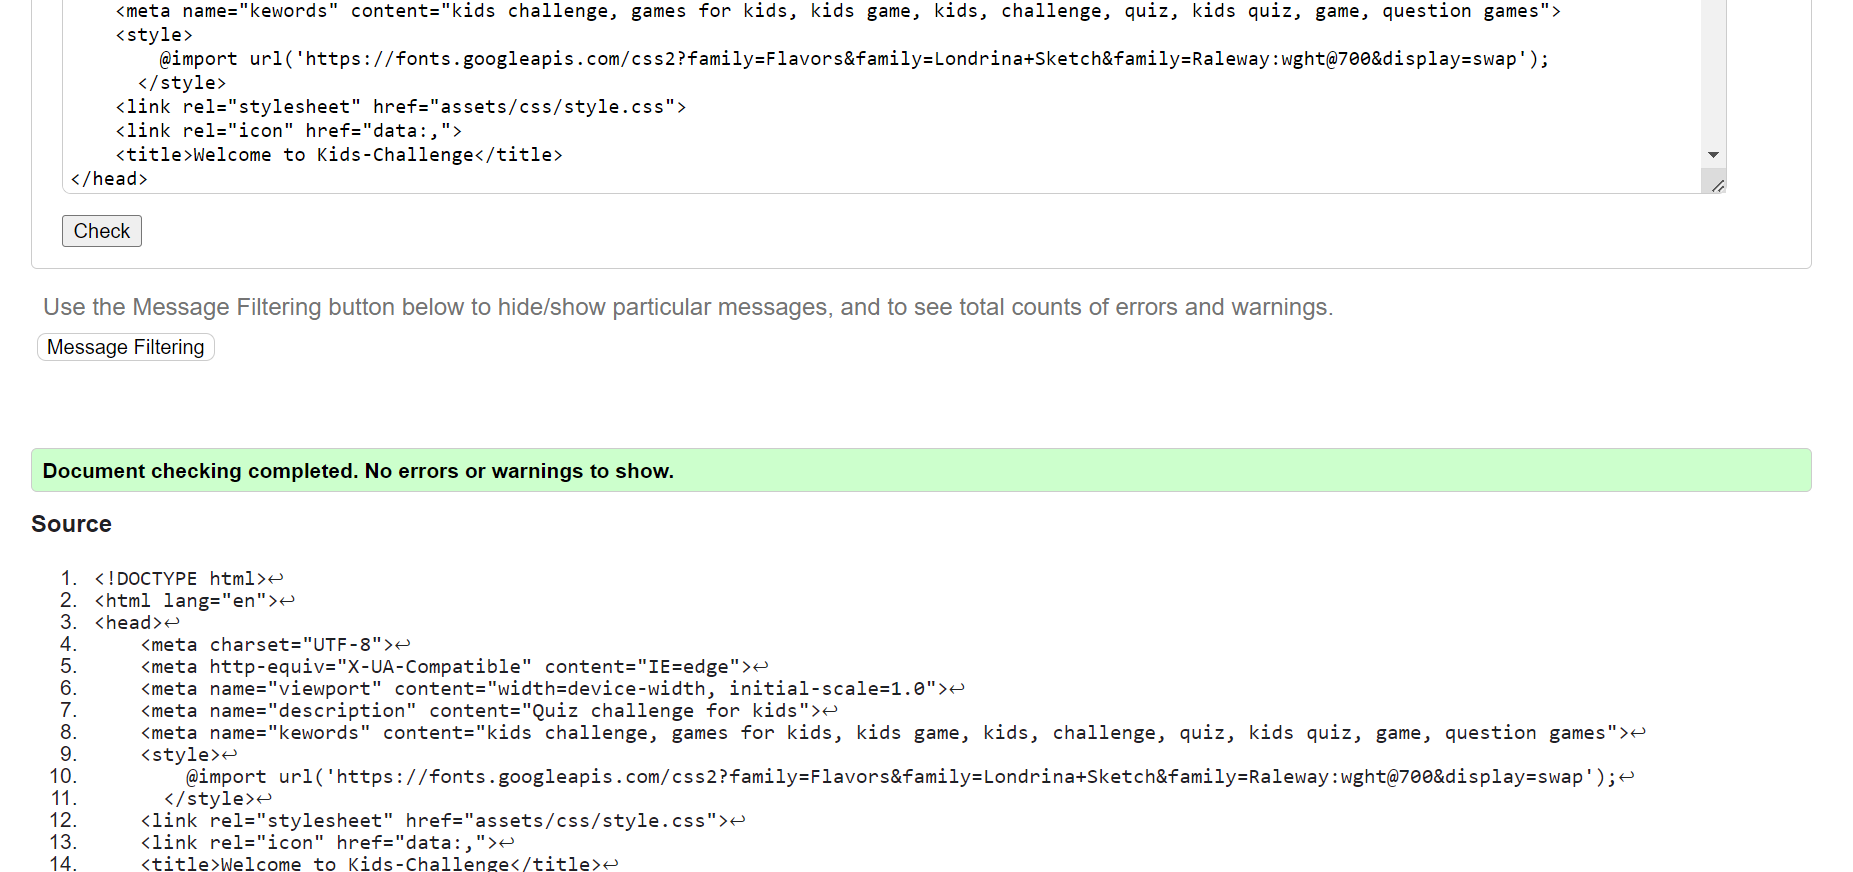 <meta name="kewords" content="kids challenge, games for kids, kids game, kids, challenge, quiz, kids quiz, game, question games">
<style>
@import url('https://fonts.googleapis.com/css2?family=Flavors&family=Londrina+Sketch&family=Raleway:wght@700&display=swap');
</style>
<link rel="stylesheet" href="assets/css/style.css">
<link rel="icon" href="data:,">
<title>Welcome to Kids-Challenge</title>
</head>
Check
Use the Message Filtering button below to hide/show particular messages, and to see total counts of errors and warnings.
Message Filtering
Document checking completed. No errors or warnings to show.
Source
1. <!DOCTYPE html>↩
2. <html lang="en">↩
3. <head>↩
4. <meta charset="UTF-8">↩
5. <meta http-equiv="X-UA-Compatible" content="IE=edge">↩
6. <meta name="viewport" content="width=device-width, initial-scale=1.0">↩
7. <meta name="description" content="Quiz challenge for kids">↩
8. <meta name="kewords" content="kids challenge, games for kids, kids game, kids, challenge, quiz, kids quiz, game, question games">↩
9. <style>↩
10. @import url('https://fonts.googleapis.com/css2?family=Flavors&family=Londrina+Sketch&family=Raleway:wght@700&display=swap');↩
11. </style>↩
12. <link rel="stylesheet" href="assets/css/style.css">↩
13. <link rel="icon" href="data:,">↩
14. <title>Welcome to Kids-Challenge</title>↩